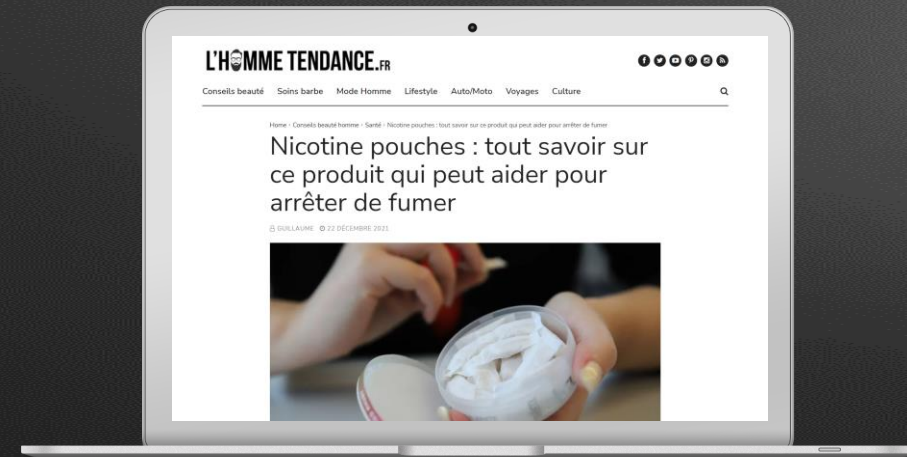 L'HOMME TENDANCE.FR
Conseils beauté Soins barbe Mode Homme Lifestyle Auto/Moto Voyages Culture
Home › Conseils beauté homme › Santé › Nicotine pouches : tout savoir sur ce produit qui peut aider pour arrêter de fumer
Nicotine pouches : tout savoir sur
ce produit qui peut aider pour
arrêter de fumer
GUILLAUME 22 DÉCEMBRE 2021